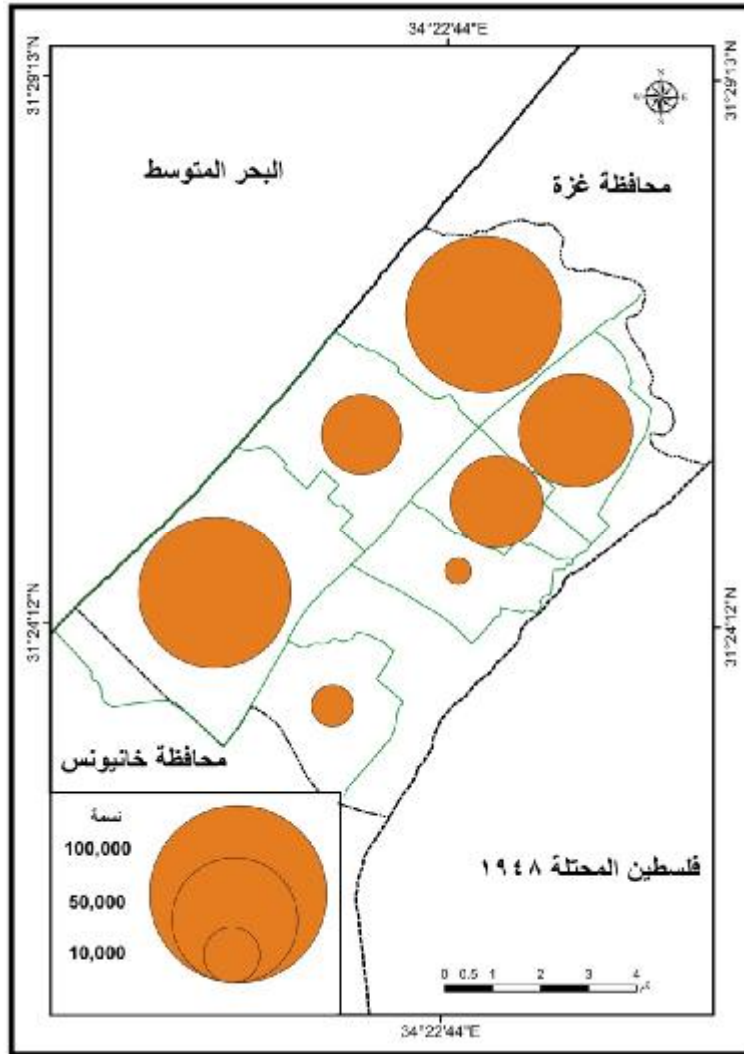 34°22'44"E
31°29'13"N
31°29'13"N
البحر المتوسط
محافظة غزة
31°24'12"N
31°24'12"N
محافظة خانيونس
نسمة
100,000
50,000
10,000
فلسطين المحتلة ١٩٤٨
0 0.5 1 2 3 4
كم
34°22'44"E